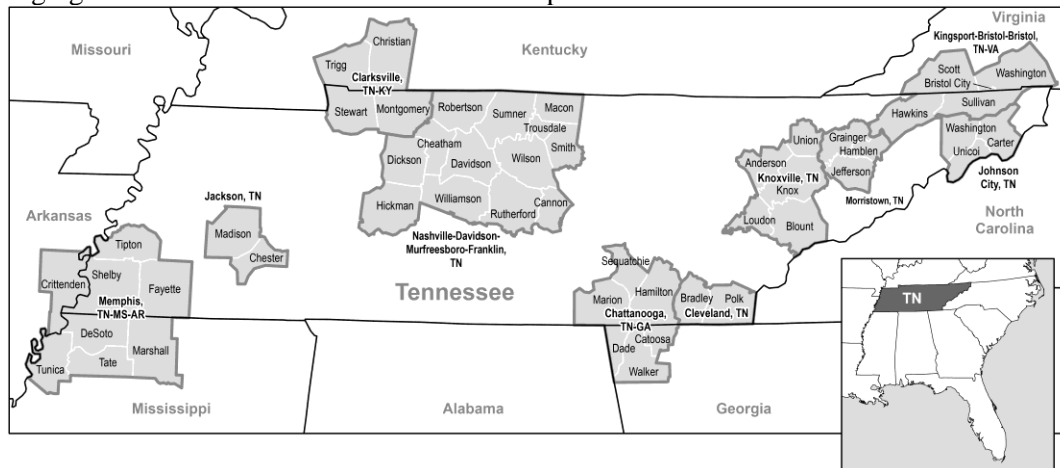 Missouri
Kentucky
Virginia
Kingsport-Bristol-Bristol,
TN-VA
Christian
Trigg
Clarksville,
TN-KY
Stewart
Montgomery
Robertson
Sumner
Macon
Trousdale
Smith
Cheatham
Dickson
Davidson
Wilson
Hickman
Williamson
Rutherford
Cannon
Nashville-Davidson-
Murfreesboro-Franklin,
TN
Scott
Bristol City
Washington
Hawkins
Sullivan
Washington
Carter
Unicoi
Johnson
City, TN
Union
Grainger
Hamblen
Jefferson
Morristown, TN
Anderson
Knoxville, TN
Knox
Loudon
Blount
North
Carolina
Jackson, TN
Madison
Chester
Arkansas
Tipton
Crittenden
Shelby
Fayette
Memphis,
TN-MS-AR
DeSoto
Marshall
Tunica
Tate
Tennessee
Sequatchie
Marion
Hamilton
Chattanooga,
TN-GA
Catoosa
Dade
Walker
Bradley
Polk
Cleveland, TN
Mississippi
Alabama
Georgia
TN